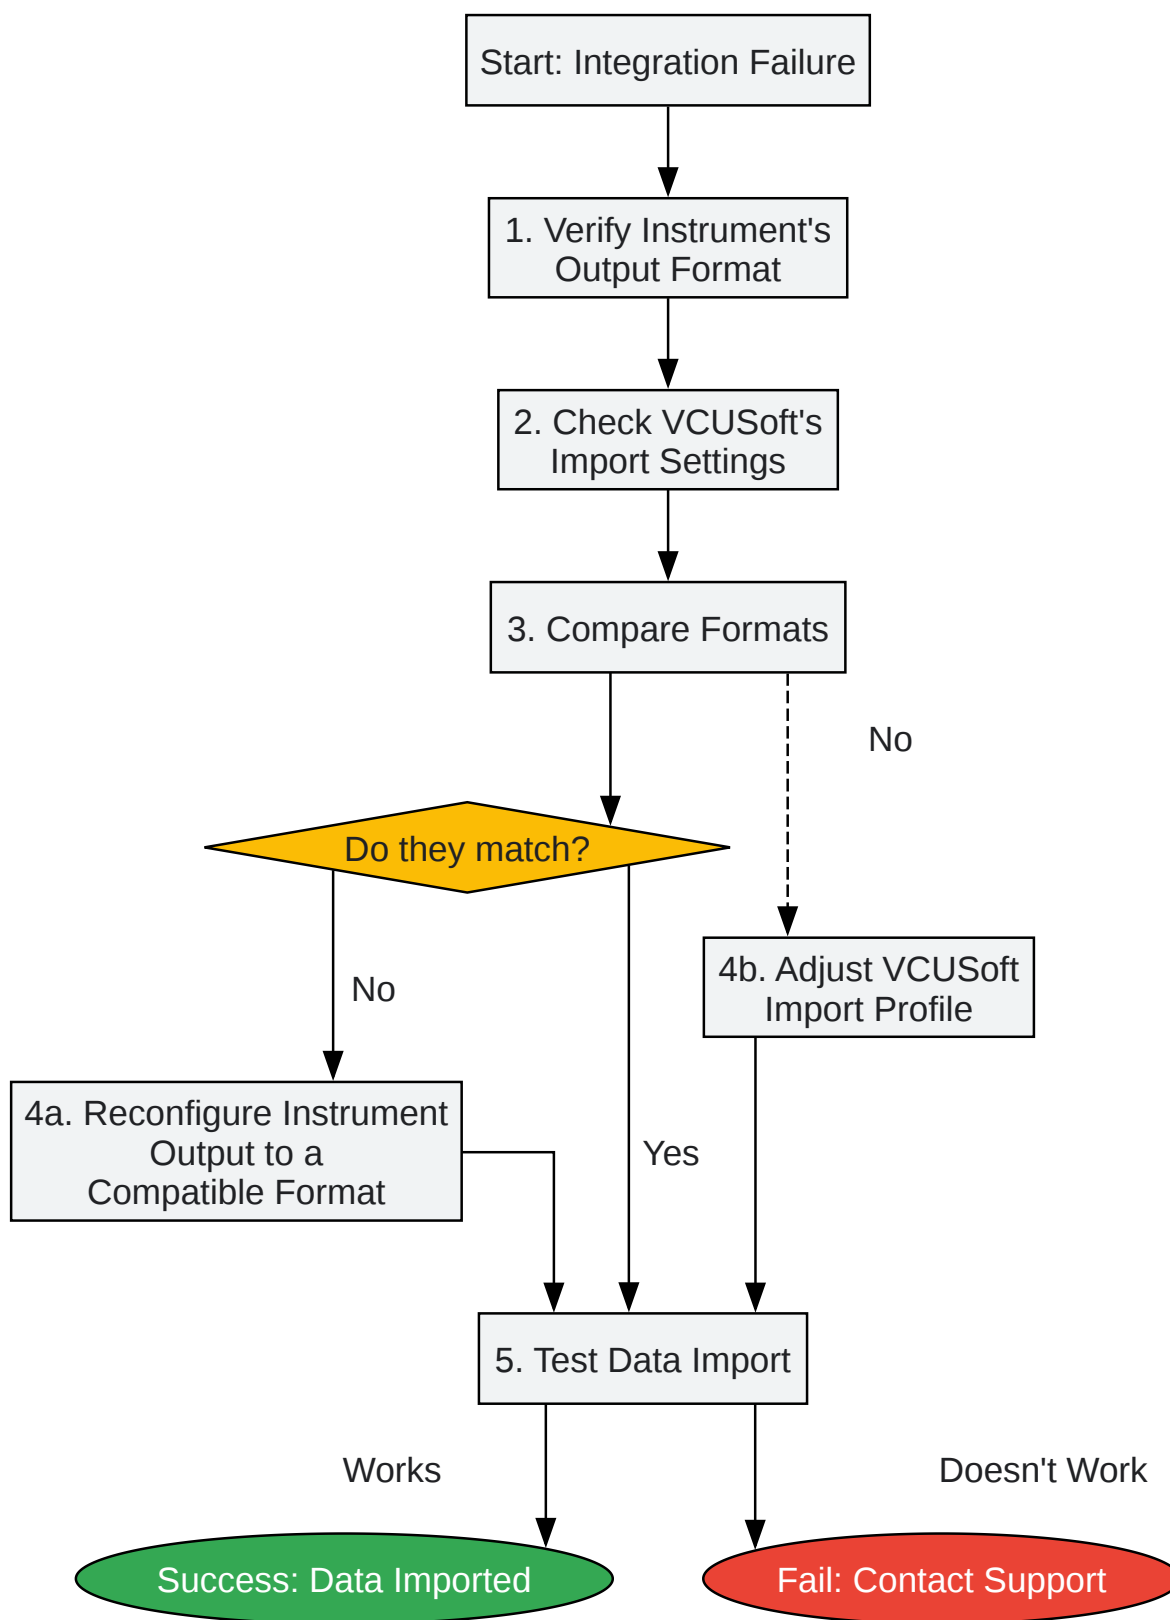 Start: Integration Failure
1. Verify Instrument's
Output Format
2. Check VCUSoft's
Import Settings
3. Compare Formats
No
Do they match?
4b. Adjust VCUSoft
Import Profile
No
4a. Reconfigure Instrument
Output to a
Compatible Format
Yes
5. Test Data Import
Works
Doesn't Work
Success: Data Imported
Fail: Contact Support